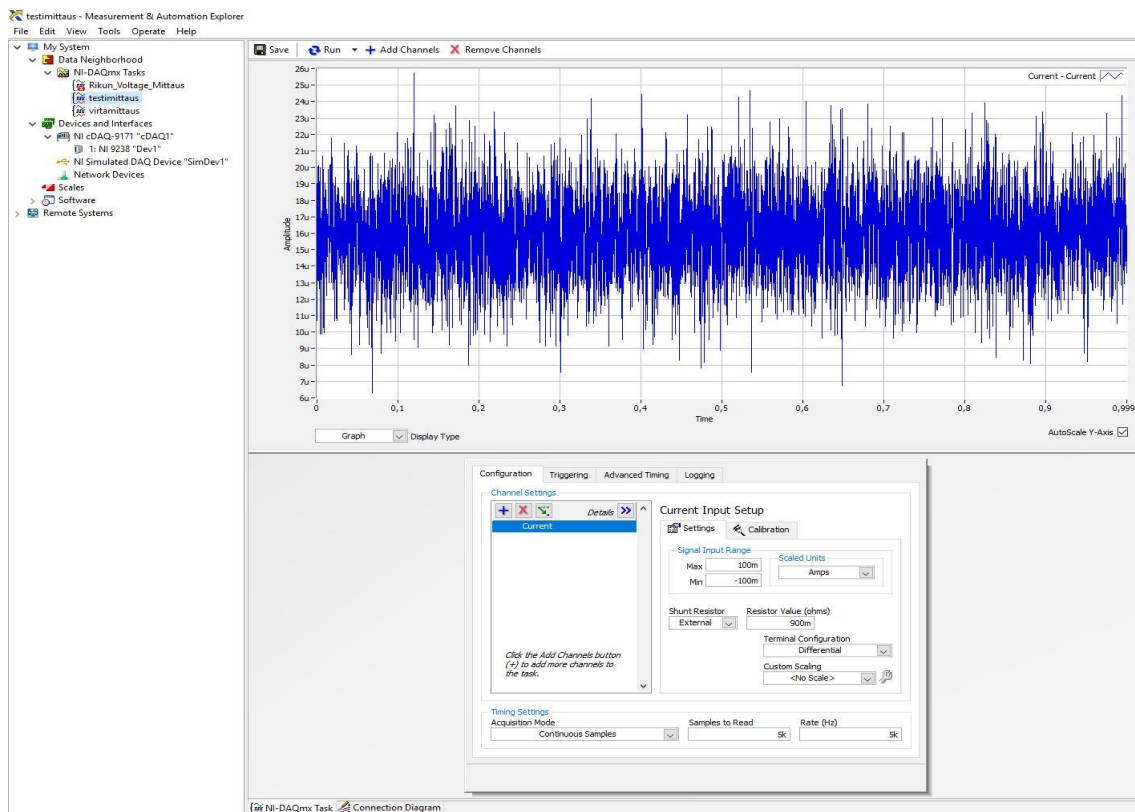 testimittaus - Measurement & Automation Explorer
File Edit View Tools Operate Help
My System
Data Neighborhood
NI-DAQmx Tasks
Rikun_Voltage_Mittaus
testimittaus
virtamittaus
Devices and Interfaces
NI cDAQ-9171 "cDAQ1"
1: NI 9238 "Dev1"
NI Simulated DAQ Device "SimDev1"
Network Devices
Scales
Software
Remote Systems
Save Run Add Channels Remove Channels
Current - Current
26u
25u
24u
23u
22u
21u
20u
19u
18u
17u
16u
15u
14u
13u
12u
11u
10u
9u
8u
7u
6u
Amplitude
0 0,1 0,2 0,3 0,4 0,5 0,6 0,7 0,8 0,9 0,999
Time
Graph Display Type
AutoScale Y-Axis
Configuration Triggering Advanced Timing Logging
Channel Settings
Details
Current
Click the Add Channels button
(+) to add more channels to
the task.
Current Input Setup
Settings Calibration
Signal Input Range
Max 100m
Min -100m
Scaled Units
Amps
Shunt Resistor Resistor Value (ohms)
External 900m
Terminal Configuration
Differential
Custom Scaling
<No Scale>
Timing Settings
Acquisition Mode Samples to Read Rate (Hz)
Continuous Samples 5k 5k
NI-DAQmx Task Connection Diagram